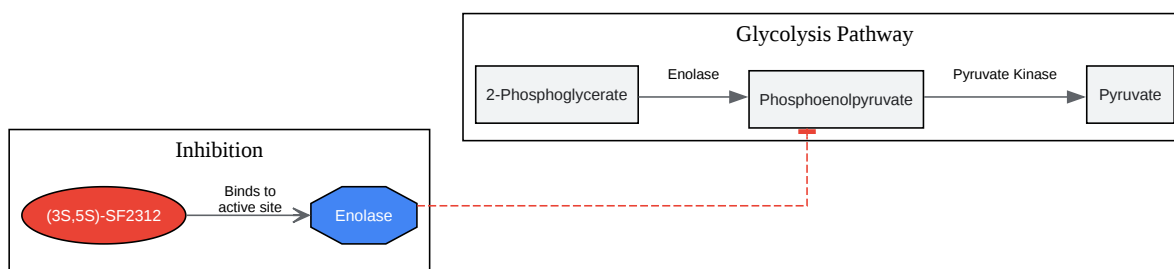 Glycolysis Pathway
2-Phosphoglycerate
Enolase
Phosphoenolpyruvate
Pyruvate Kinase
Pyruvate
Inhibition
(3S,5S)-SF2312
Binds to
active site
Enolase